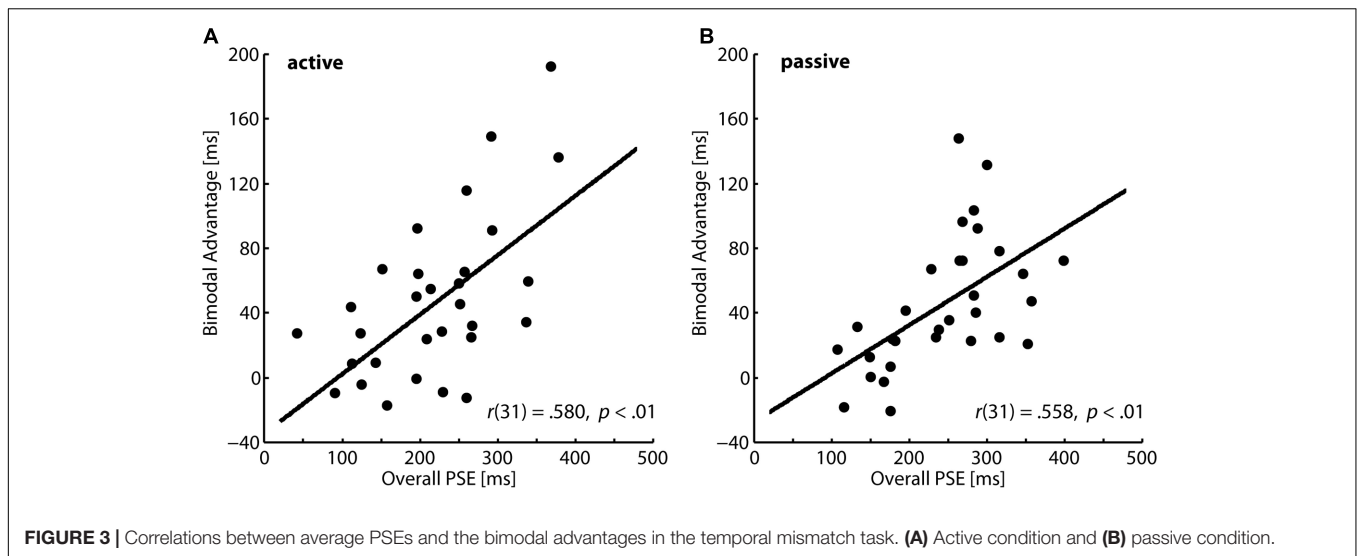 A
active
200
160
120
80
40
0
−40
Bimodal Advantage [ms]
r(31) = .580, p < .01
0 100 200 300 400 500
Overall PSE [ms]
B
passive
200
160
120
80
40
0
−40
Bimodal Advantage [ms]
r(31) = .558, p < .01
0 100 200 300 400 500
Overall PSE [ms]
FIGURE 3 | Correlations between average PSEs and the bimodal advantages in the temporal mismatch task. (A) Active condition and (B) passive condition.